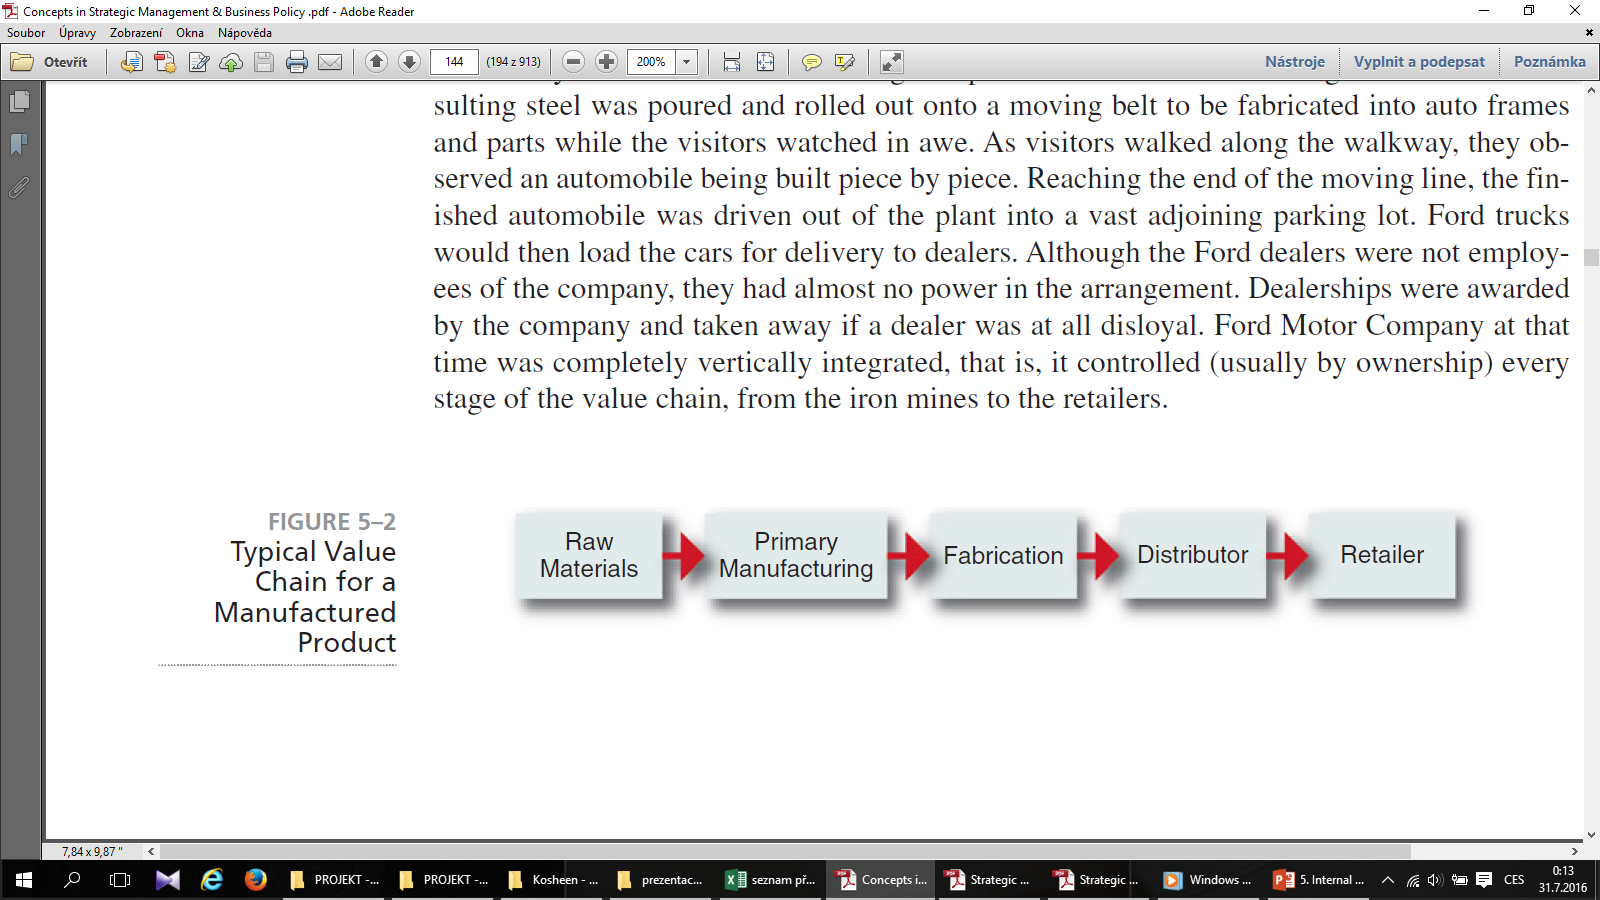 Concepts in Strategic Management & Business Policy .pdf - Adobe Reader
Soubor Úpravy Zobrazení Okna Nápověda
Otevřít 144 (194 z 913) 200% Nástroje Vyplnit a podepsat Poznámka
sulting steel was poured and rolled out onto a moving belt to be fabricated into auto frames
and parts while the visitors watched in awe. As visitors walked along the walkway, they ob-
served an automobile being built piece by piece. Reaching the end of the moving line, the fin-
ished automobile was driven out of the plant into a vast adjoining parking lot. Ford trucks
would then load the cars for delivery to dealers. Although the Ford dealers were not employ-
ees of the company, they had almost no power in the arrangement. Dealerships were awarded
by the company and taken away if a dealer was at all disloyal. Ford Motor Company at that
time was completely vertically integrated, that is, it controlled (usually by ownership) every
stage of the value chain, from the iron mines to the retailers.
FIGURE 5–2
Typical Value
Chain for a
Manufactured
Product
Raw
Materials
Primary
Manufacturing
Fabrication
Distributor
Retailer
7,84 x 9,87 "
PROJEKT -... PROJEKT -... Kosheen - ... prezentac... seznam př... Concepts i... Strategic ... Strategic ... Windows ... 5. Internal ... CES 0:13
31.7.2016